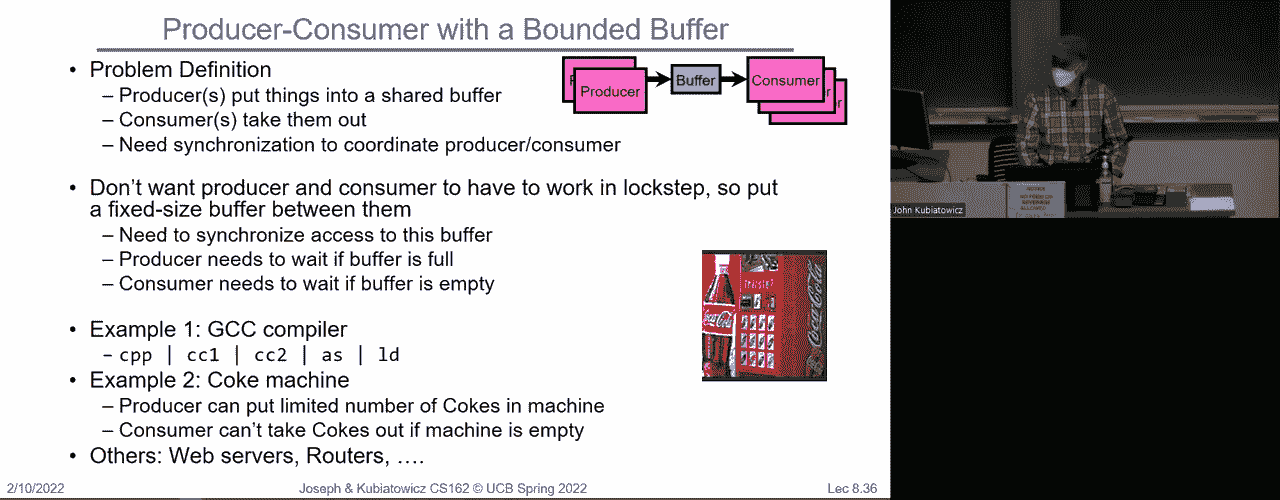 Producer-Consumer with a Bounded Buffer
• Problem Definition
– Producer(s) put things into a shared buffer
– Consumer(s) take them out
– Need synchronization to coordinate producer/consumer
Producer
Buffer
Consumer
• Don’t want producer and consumer to have to work in lockstep, so put
a fixed-size buffer between them
– Need to synchronize access to this buffer
– Producer needs to wait if buffer is full
– Consumer needs to wait if buffer is empty
• Example 1: GCC compiler
– cpp | cc1 | cc2 | as | ld
• Example 2: Coke machine
– Producer can put limited number of Cokes in machine
– Consumer can’t take Cokes out if machine is empty
• Others: Web servers, Routers, ….
Coca-Cola
Coca-Cola
2/10/2022
Joseph & Kubiatowicz CS162 © UCB Spring 2022
Lec 8.36
John Kubiatowicz